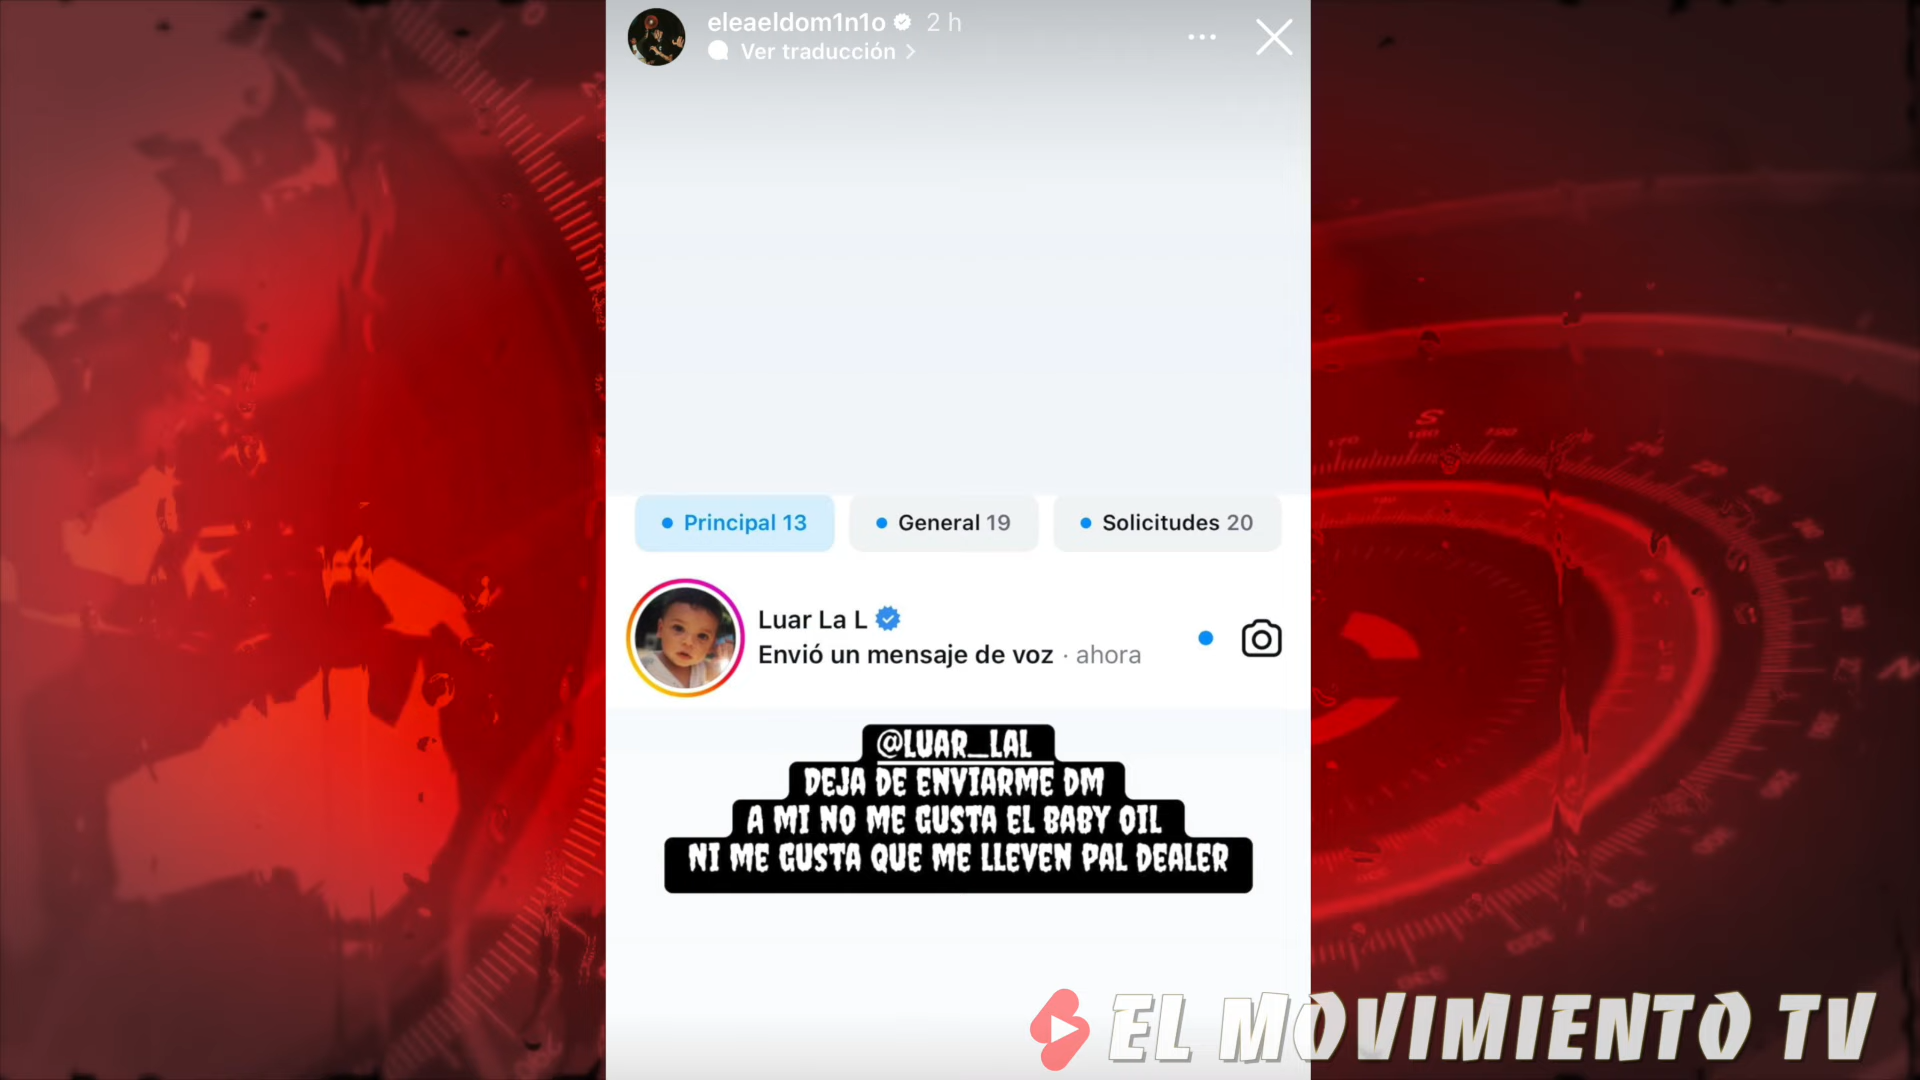 eleaeldom1n1o 2 h
Ver traducción
Principal 13
General 19
Solicitudes 20
Luar La L
Envió un mensaje de voz · ahora
@LUAR_LAL
DEJA DE ENVIARME DM
A MI NO ME GUSTA EL BABY OIL
NI ME GUSTA QUE ME LLEVEN PAL DEALER
EL MOVIMIENTO TV
S